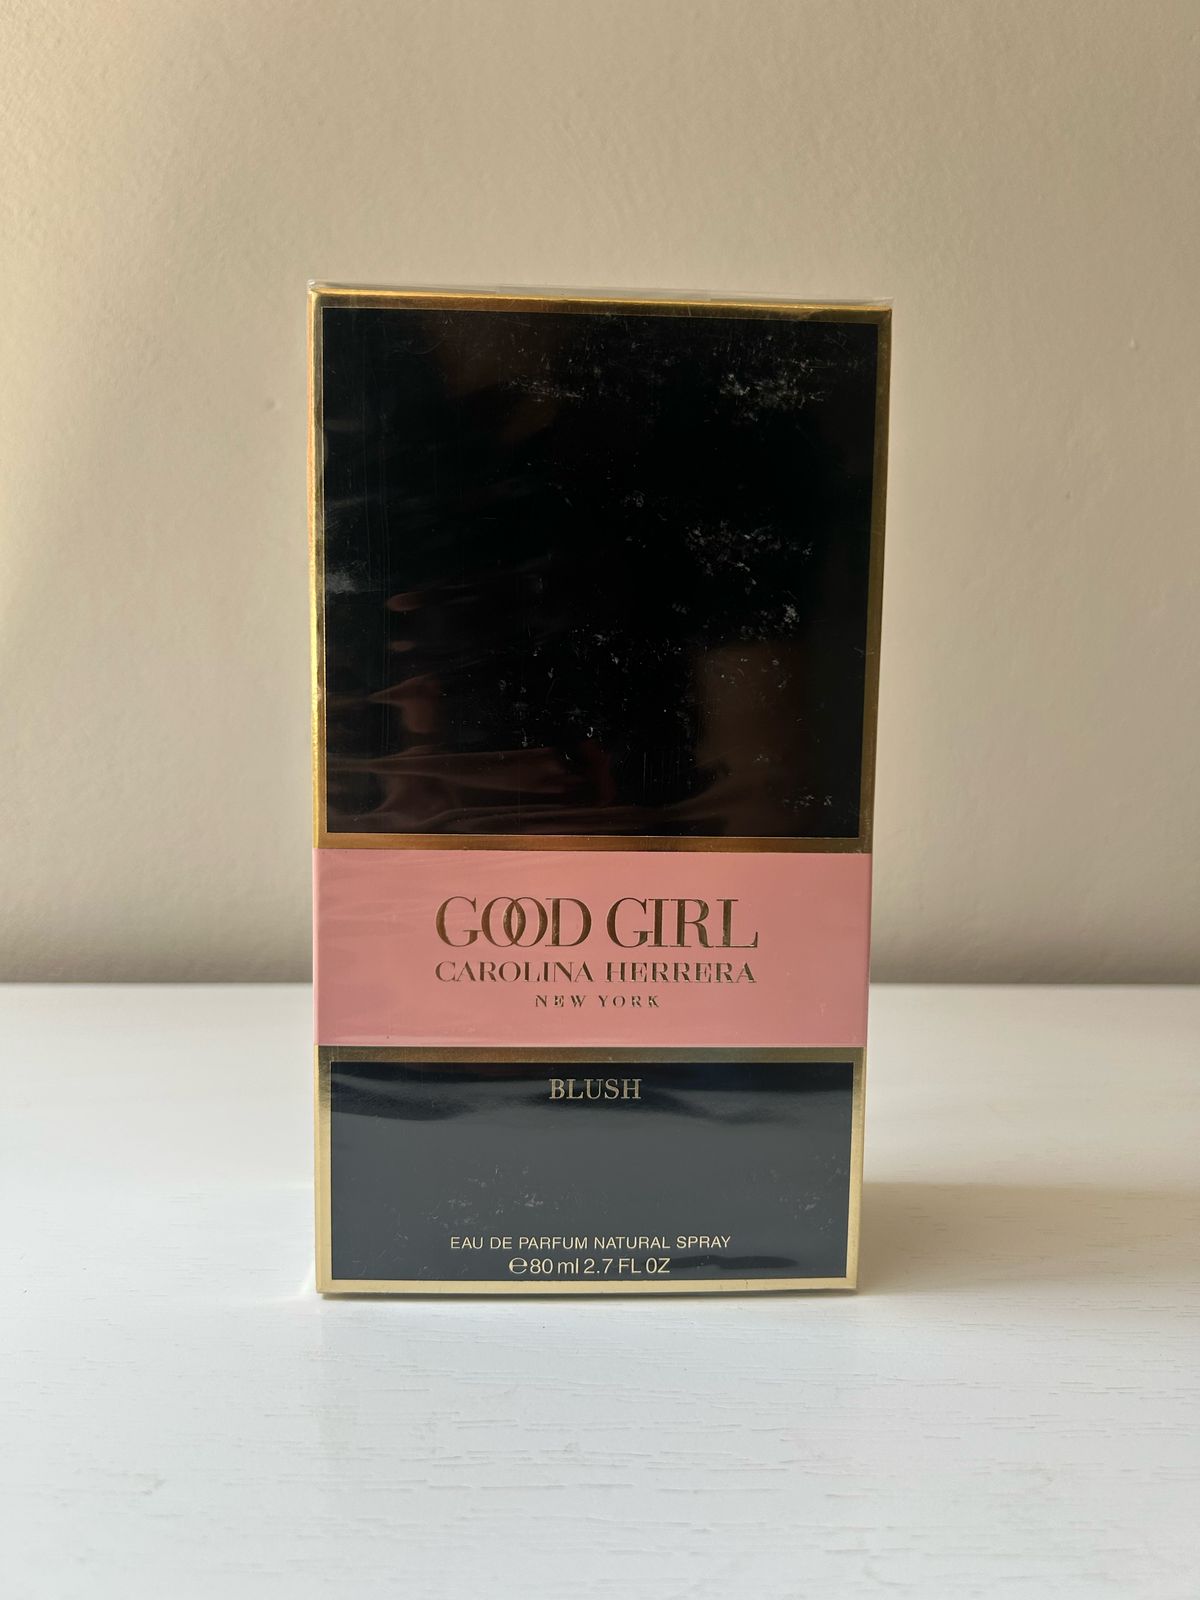 GOOD GIRL
CAROLINA HERRERA
NEW YORK
BLUSH
EAU DE PARFUM NATURAL SPRAY
℮80 ml 2.7 FL OZ